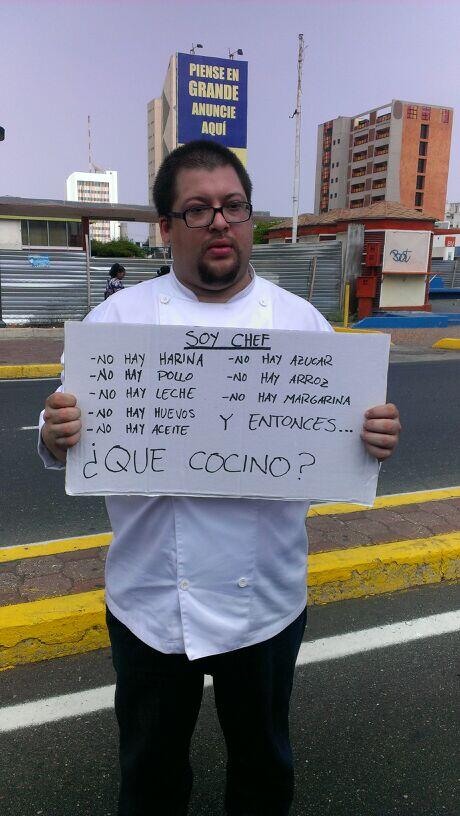 PIENSE EN
GRANDE
ANUNCIE
AQUÍ
SOY CHEF
-NO HAY HARINA
-NO HAY POLLO
-NO HAY LECHE
-NO HAY HUEVOS
-NO HAY ACEITE
-NO HAY AZUCAR
-NO HAY ARROZ
-NO HAY MARGARINA
Y ENTONCES...
¿QUE COCINO?